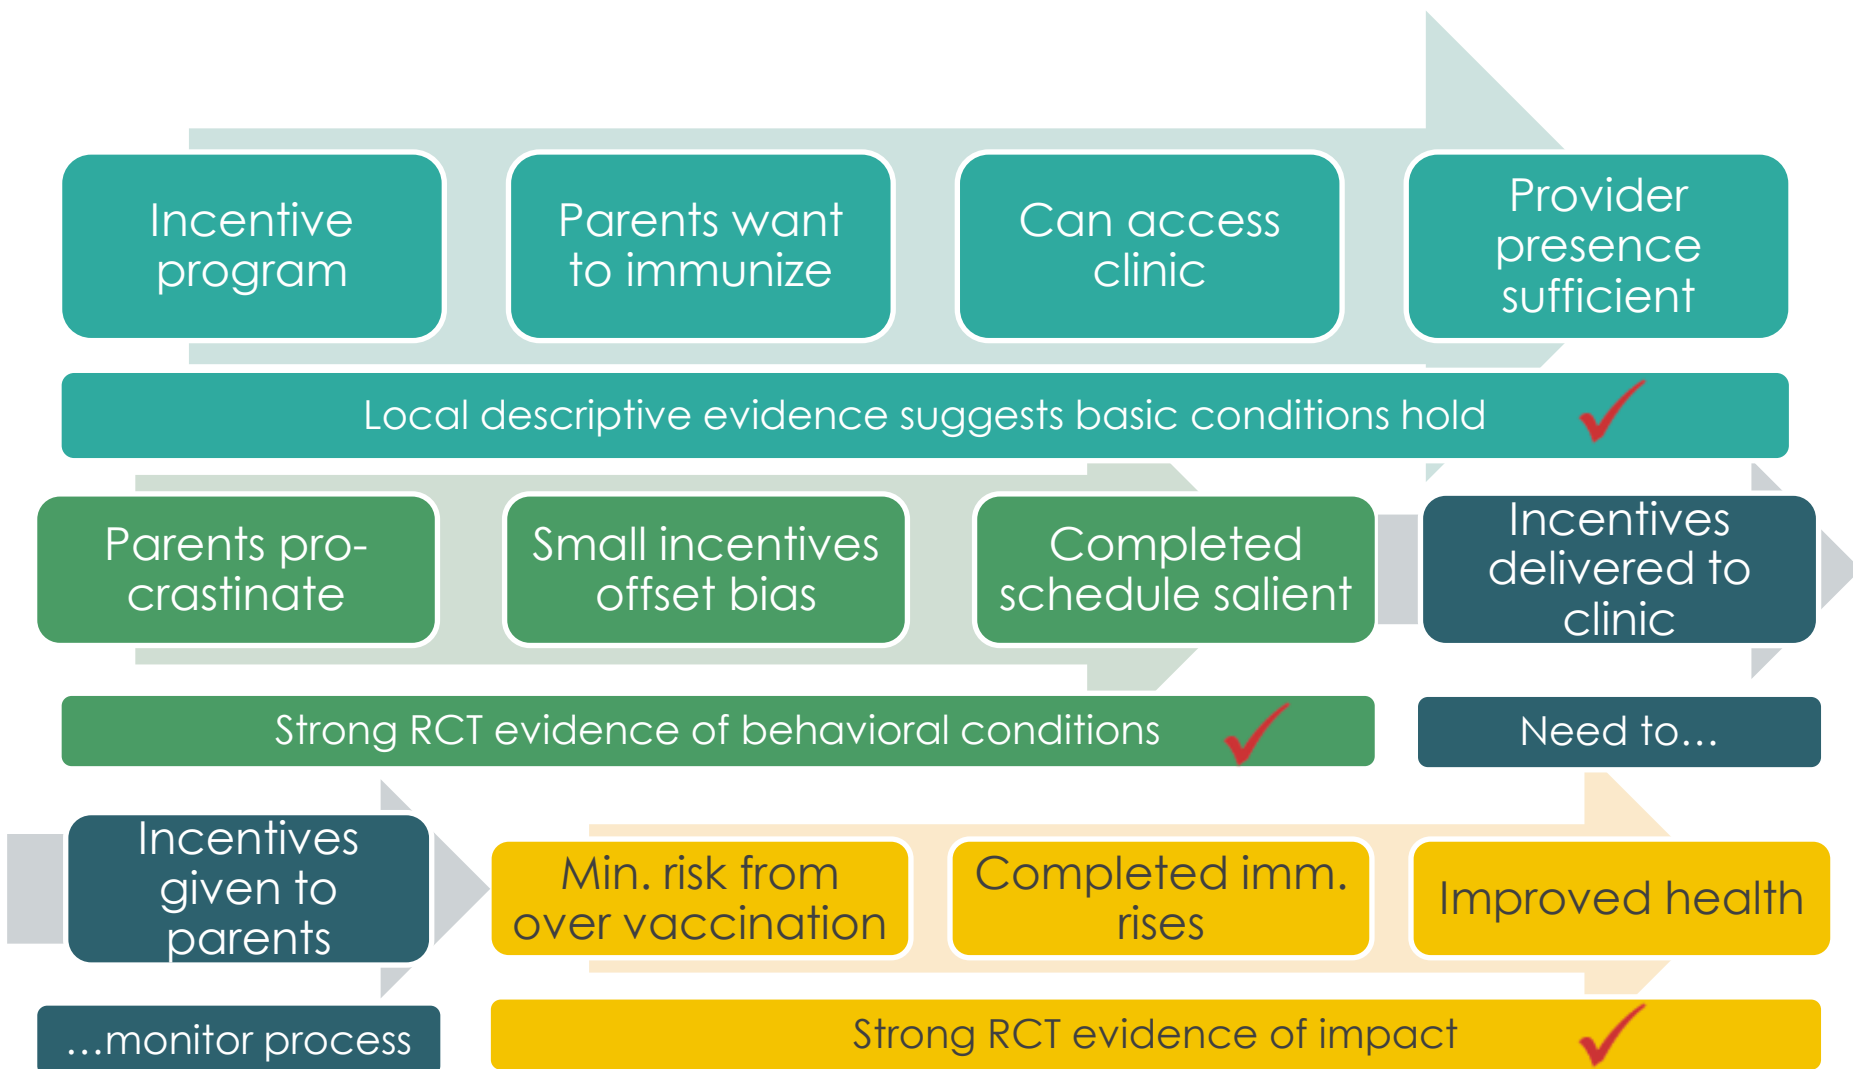 Incentive
program
Parents want
to immunize
Can access
clinic
Provider
presence
sufficient
Local descriptive evidence suggests basic conditions hold
Parents pro-
crastinate
Small incentives
offset bias
Completed
schedule salient
Incentives
delivered to
clinic
Strong RCT evidence of behavioral conditions
Need to…
Incentives
given to
parents
Min. risk from
over vaccination
Completed imm.
rises
Improved health
…monitor process
Strong RCT evidence of impact